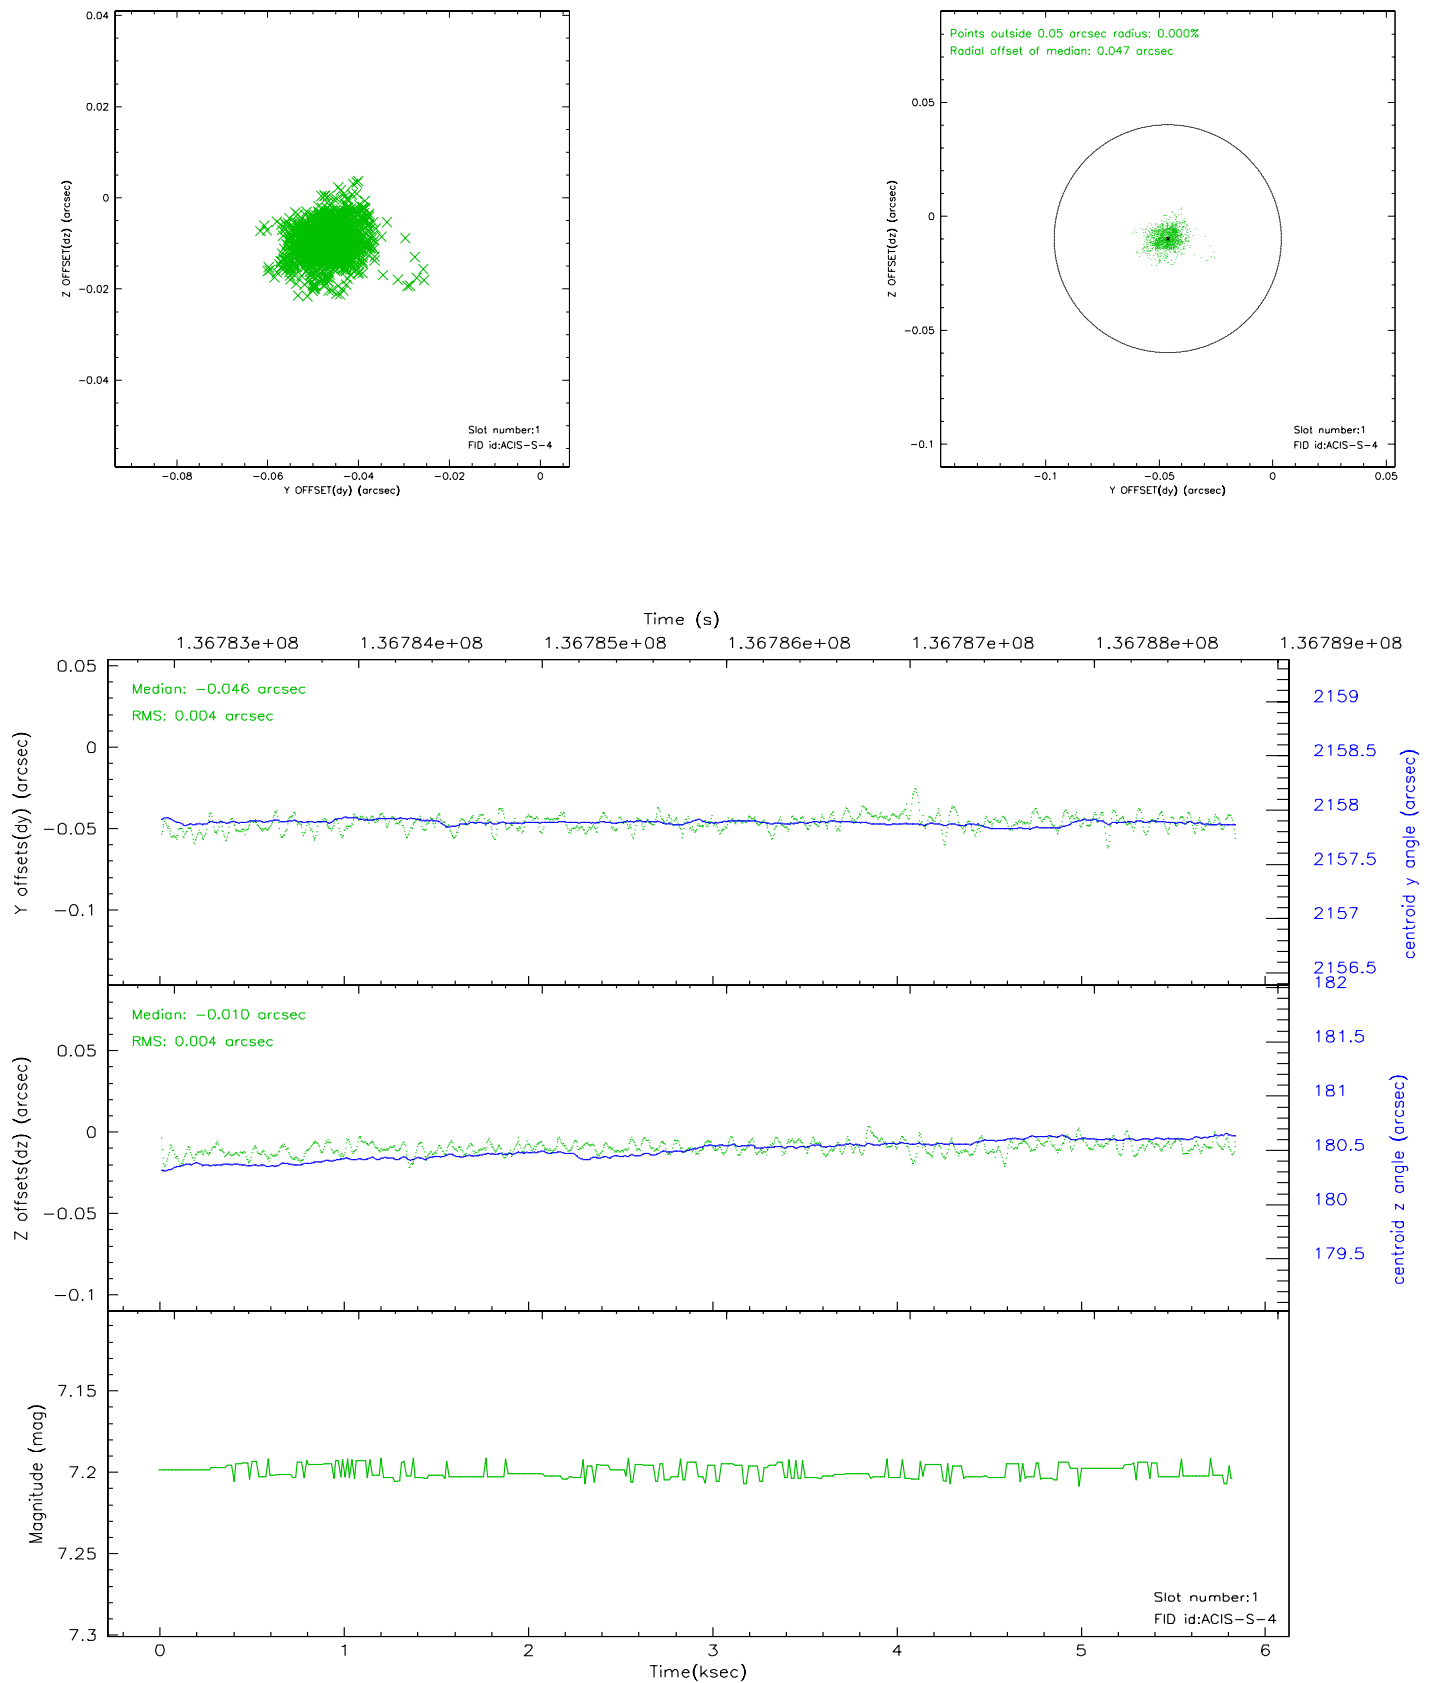 0.04
0.02
0
−0.02
−0.04
Z OFFSET(dz) (arcsec)
Slot number:1
FID id:ACIS−S−4
−0.08 −0.06 −0.04 −0.02 0
Y OFFSET(dy) (arcsec)
Points outside 0.05 arcsec radius: 0.000%
Radial offset of median: 0.047 arcsec
0.05
0
−0.05
−0.1
Z OFFSET(dz) (arcsec)
Slot number:1
FID id:ACIS−S−4
−0.1 −0.05 0 0.05
Y OFFSET(dy) (arcsec)
Time (s)
1.36783e+08 1.36784e+08 1.36785e+08 1.36786e+08 1.36787e+08 1.36788e+08 1.36789e+08
Median: −0.046 arcsec
RMS: 0.004 arcsec
0.05
0
−0.05
−0.1
Y offsets(dy) (arcsec)
2159
2158.5
2158
2157.5
2157
2156.5
centroid y angle (arcsec)
Median: −0.010 arcsec
RMS: 0.004 arcsec
0.05
0
−0.05
−0.1
Z offsets(dz) (arcsec)
182
181.5
181
180.5
180
179.5
centroid z angle (arcsec)
7.15
7.2
7.25
7.3
Magnitude (mag)
Slot number:1
FID id:ACIS−S−4
0 1 2 3 4 5 6
Time(ksec)